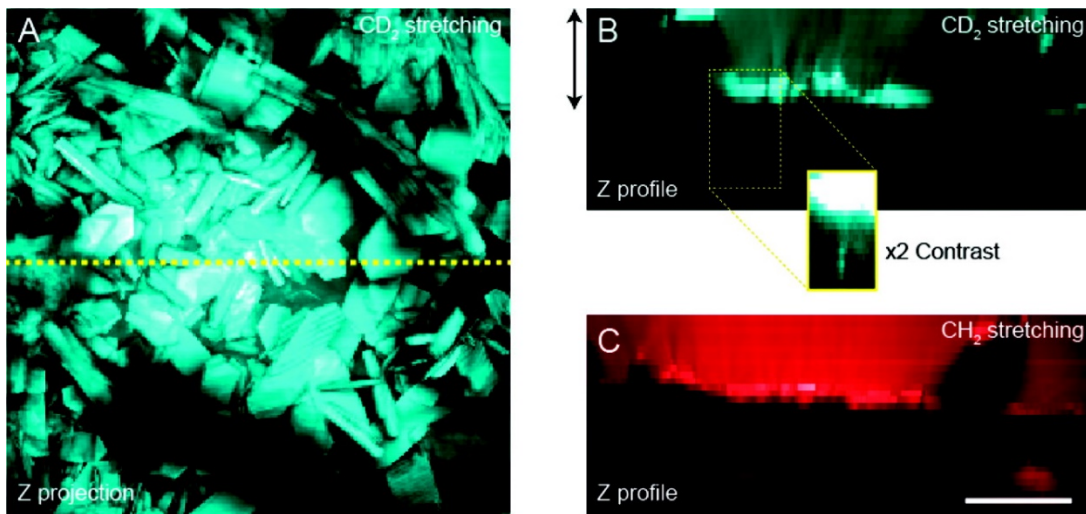 A
CD₂ stretching
Z projection
B
CD₂ stretching
Z profile
x2 Contrast
C
CH₂ stretching
Z profile